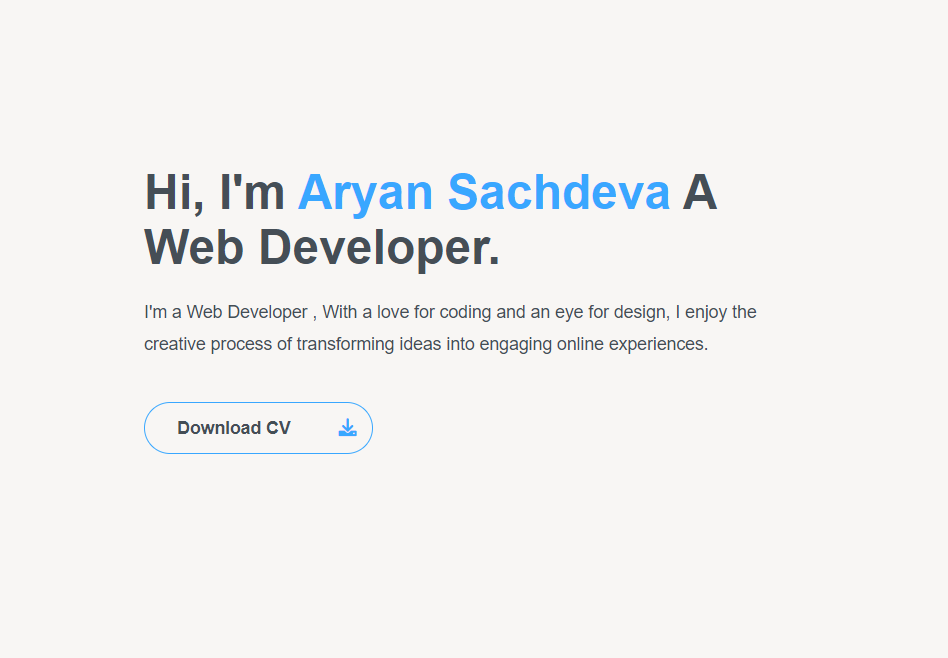 Hi, I'm Aryan Sachdeva A
Web Developer.
I'm a Web Developer , With a love for coding and an eye for design, I enjoy the
creative process of transforming ideas into engaging online experiences.
Download CV